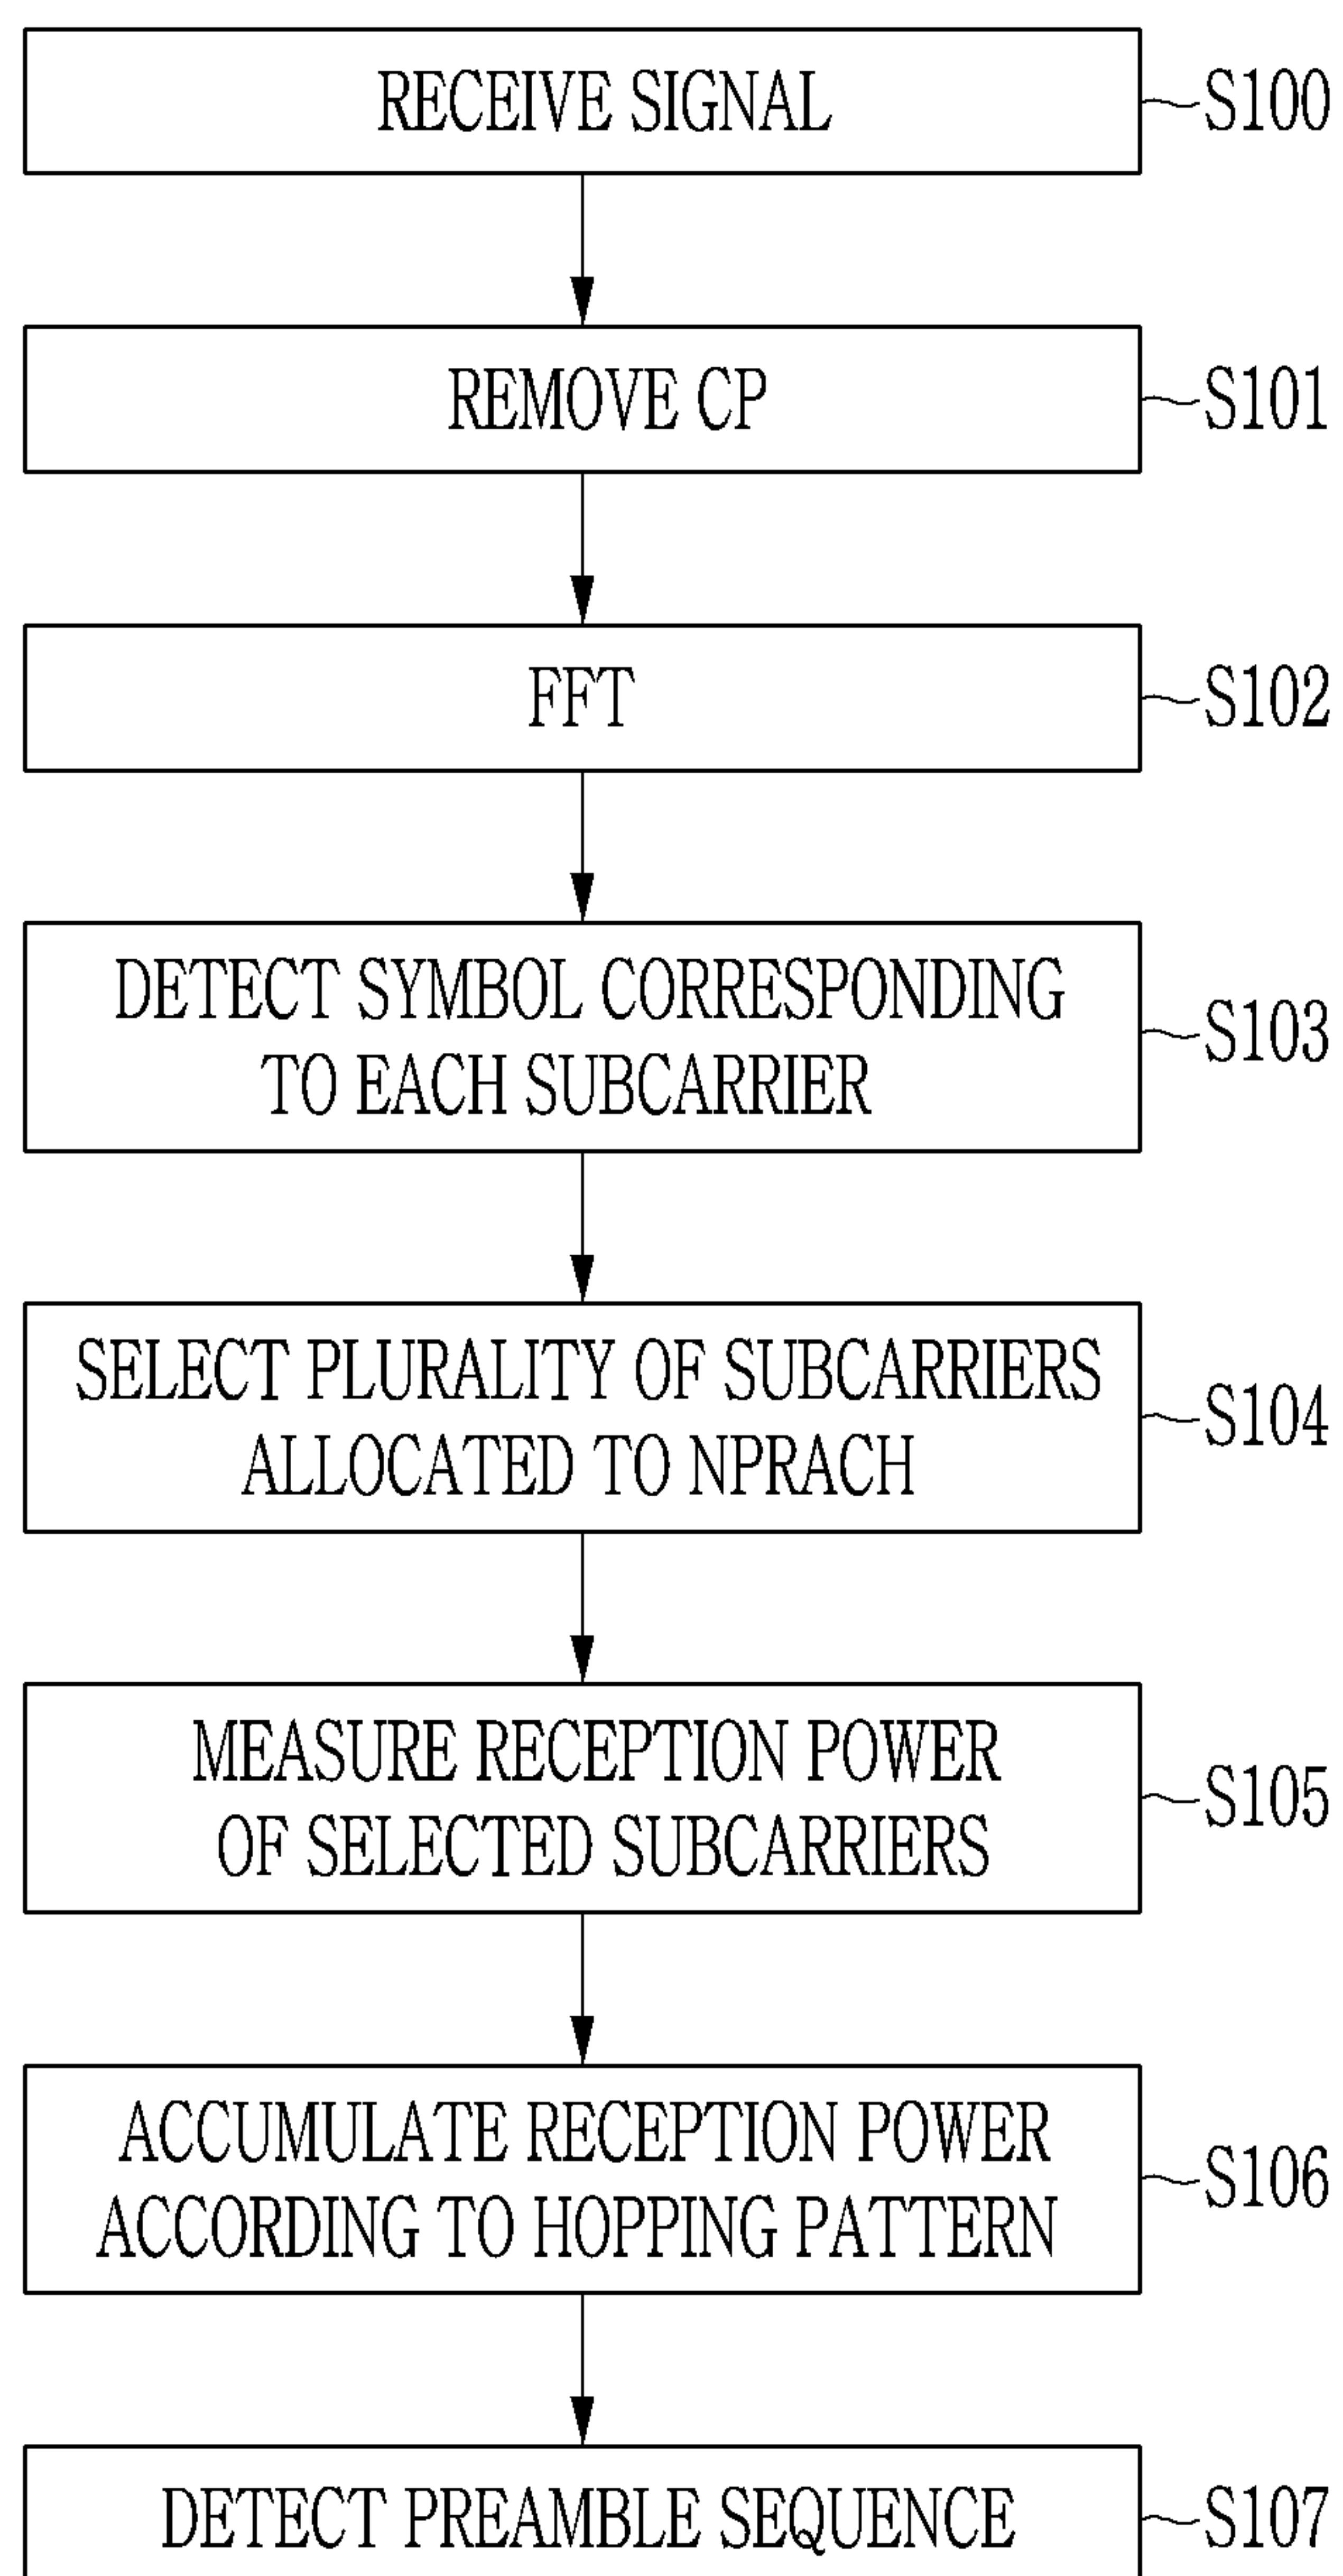 RECEIVE SIGNAL
S100
REMOVE CP
S101
FFT
S102
DETECT SYMBOL CORRESPONDING
TO EACH SUBCARRIER
S103
SELECT PLURALITY OF SUBCARRIERS
ALLOCATED TO NPRACH
S104
MEASURE RECEPTION POWER
OF SELECTED SUBCARRIERS
S105
ACCUMULATE RECEPTION POWER
ACCORDING TO HOPPING PATTERN
S106
DETECT PREAMBLE SEQUENCE
S107